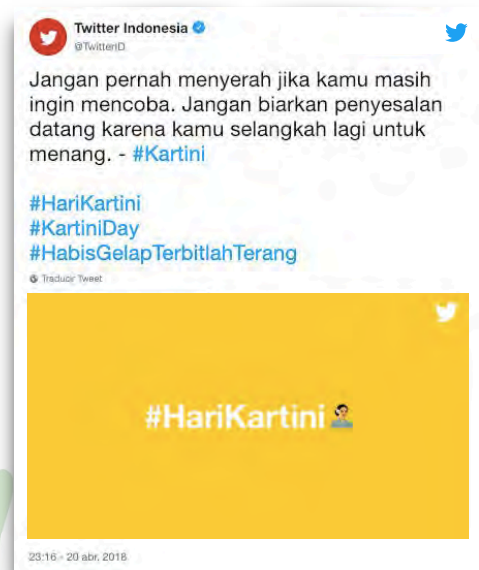 Twitter Indonesia
@TwitterID
Jangan pernah menyerah jika kamu masih
ingin mencoba. Jangan biarkan penyesalan
datang karena kamu selangkah lagi untuk
menang. - #Kartini
#HariKartini
#KartiniDay
#HabisGelapTerbitlahTerang
Traducir Tweet
#HariKartini
23:16 - 20 abr. 2018